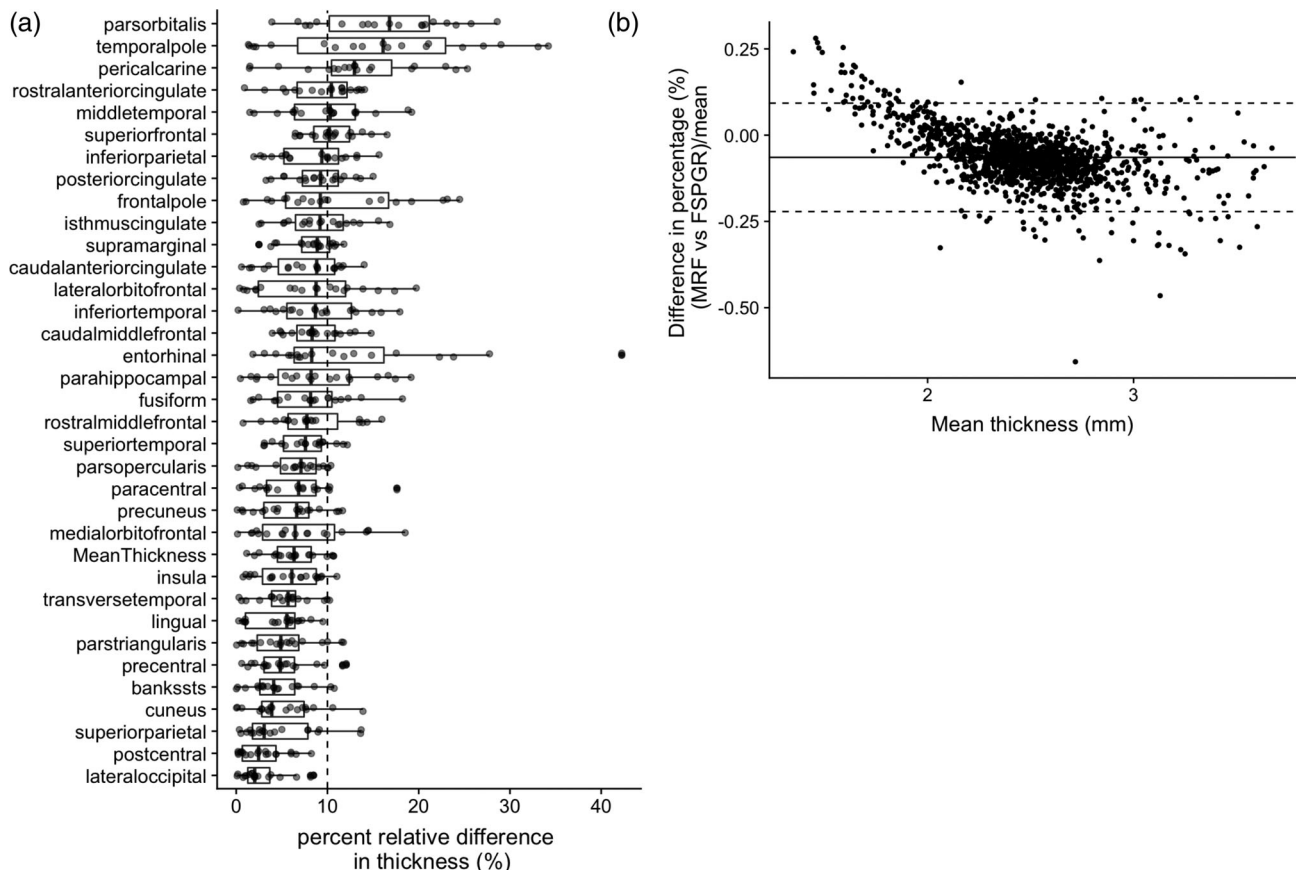 (a)
parsorbitalis
temporalpole
pericalcarine
rostralanteriorcingulate
middletemporal
superiorfrontal
inferiorparietal
posteriorcingulate
frontalpole
isthmuscingulate
supramarginal
caudalanteriorcingulate
lateralorbitofrontal
inferiortemporal
caudalmiddlefrontal
entorhinal
parahippocampal
fusiform
rostralmiddlefrontal
superiortemporal
parsopercularis
paracentral
precuneus
medialorbitofrontal
MeanThickness
insula
transversetemporal
lingual
parstriangularis
precentral
bankssts
cuneus
superiorparietal
postcentral
lateraloccipital
0 10 20 30 40
percent relative difference
in thickness (%)
(b)
Difference in percentage (%)
(MRF vs FSPGR)/mean
0.25
0.00
-0.25
-0.50
2 3
Mean thickness (mm)